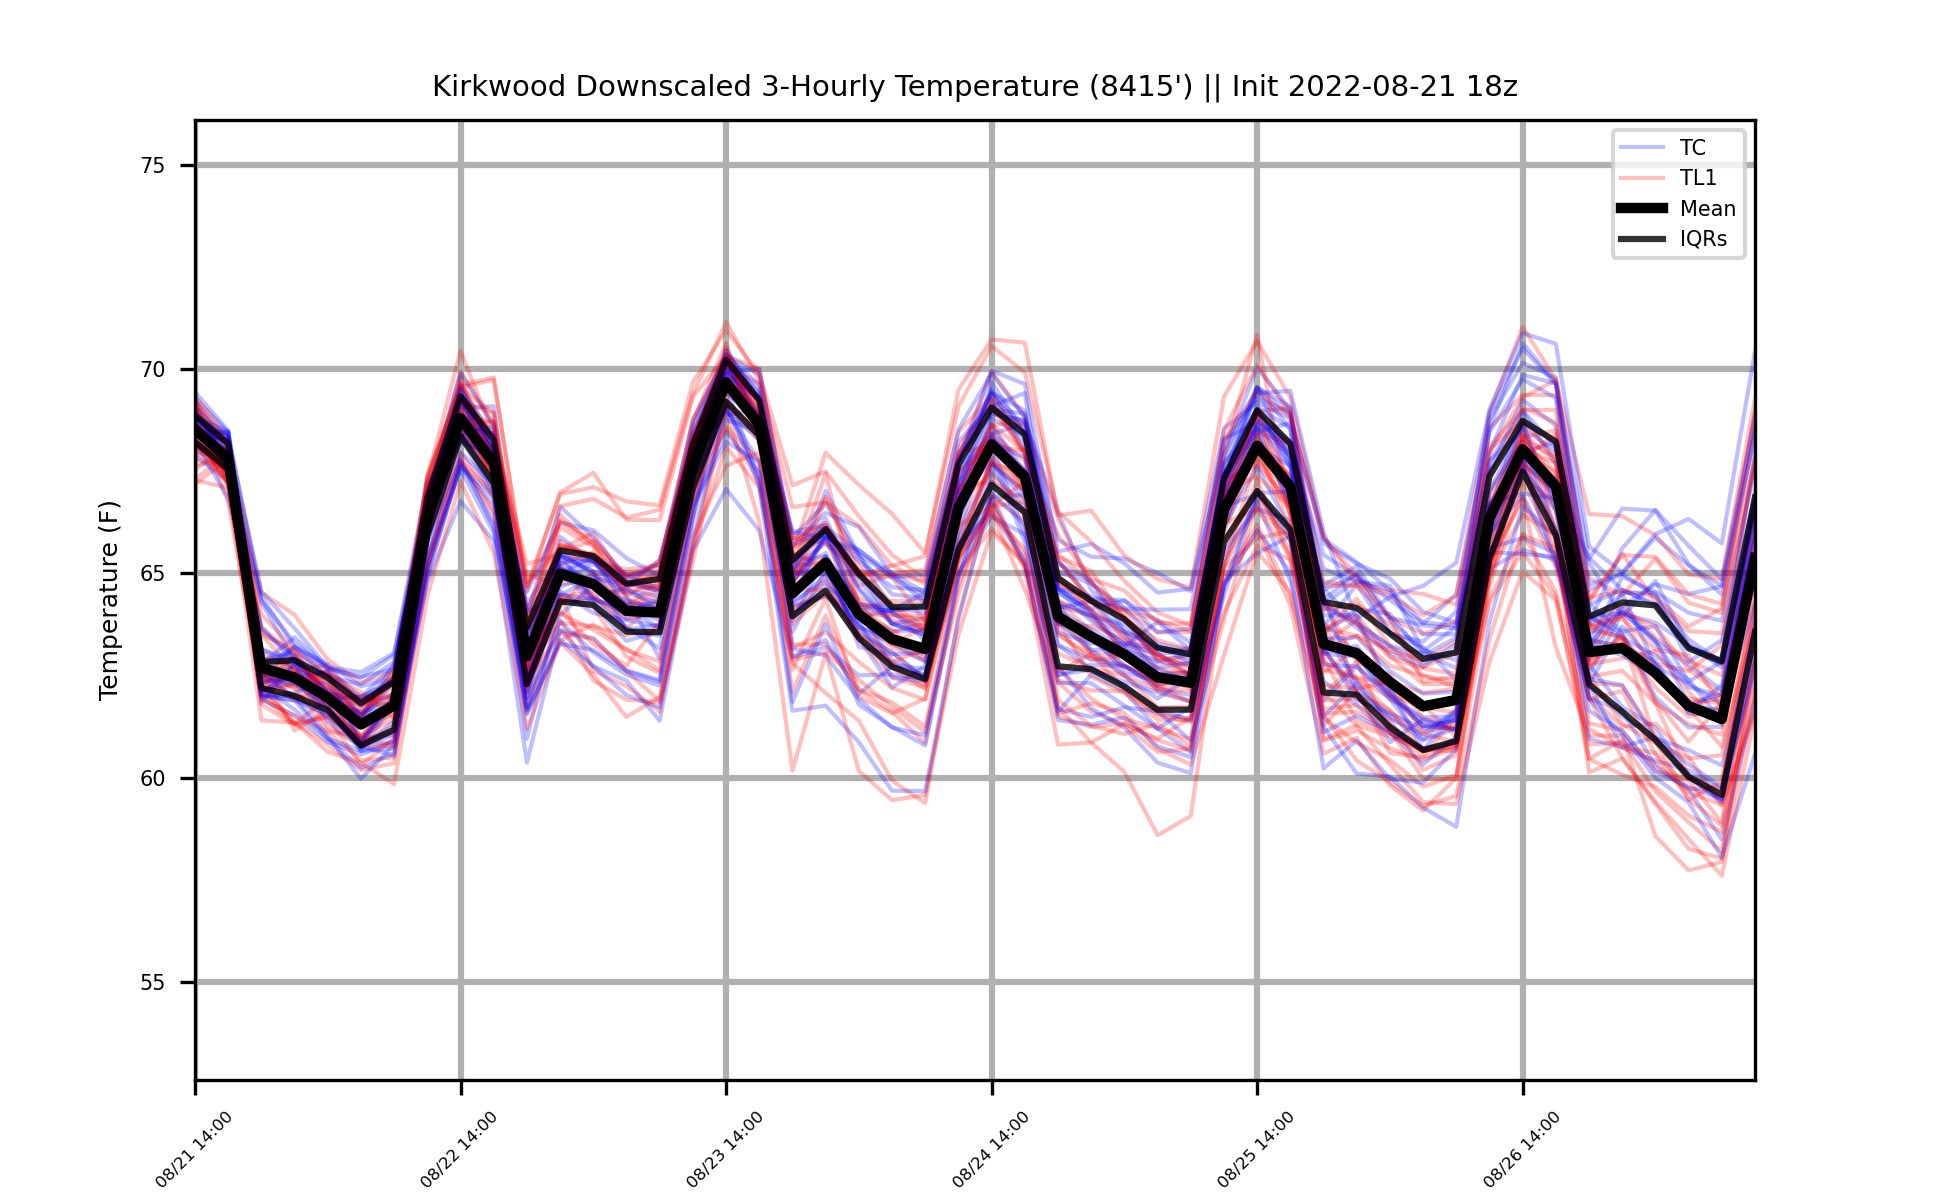 Kirkwood Downscaled 3-Hourly Temperature (8415') || Init 2022-08-21 18z
TC
TL1
Mean
IQRs
Temperature (F)
75
70
65
60
55
08/21 14:00
08/22 14:00
08/23 14:00
08/24 14:00
08/25 14:00
08/26 14:00